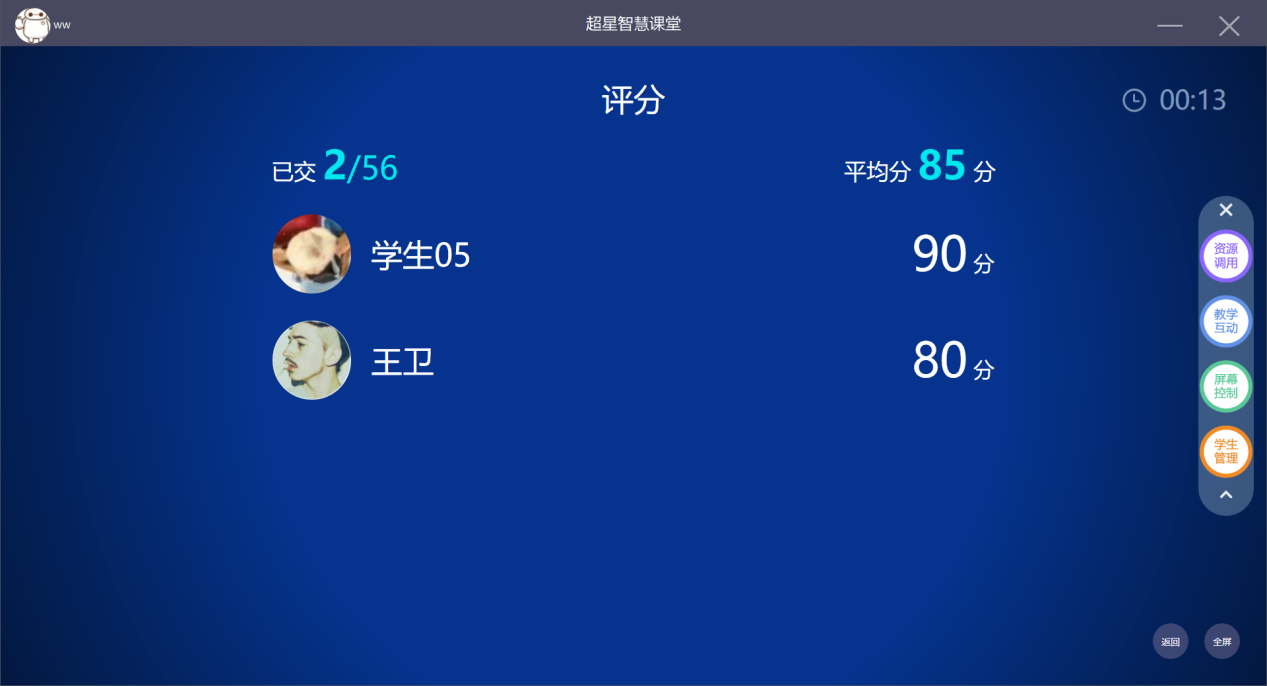 ww
超星智慧课堂
评分
00:13
已交 2/56
平均分 85 分
学生05
90 分
王卫
80 分
资源
调用
教学
互动
屏幕
控制
学生
管理
返回
全屏